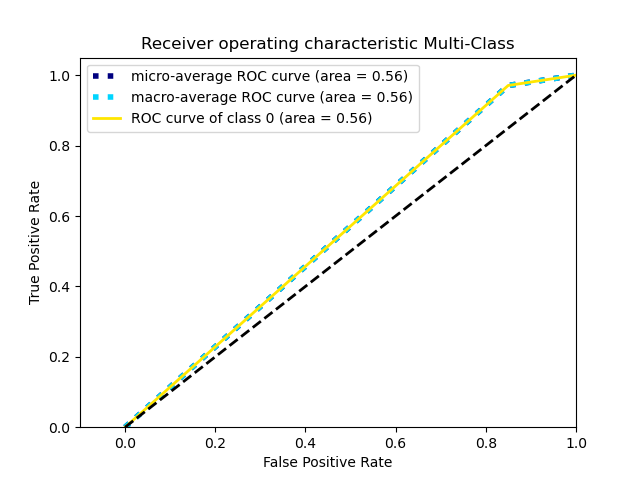 Receiver operating characteristic Multi-Class
micro-average ROC curve (area = 0.56)
macro-average ROC curve (area = 0.56)
ROC curve of class 0 (area = 0.56)
True Positive Rate
1.0
0.8
0.6
0.4
0.2
0.0
0.0 0.2 0.4 0.6 0.8 1.0
False Positive Rate